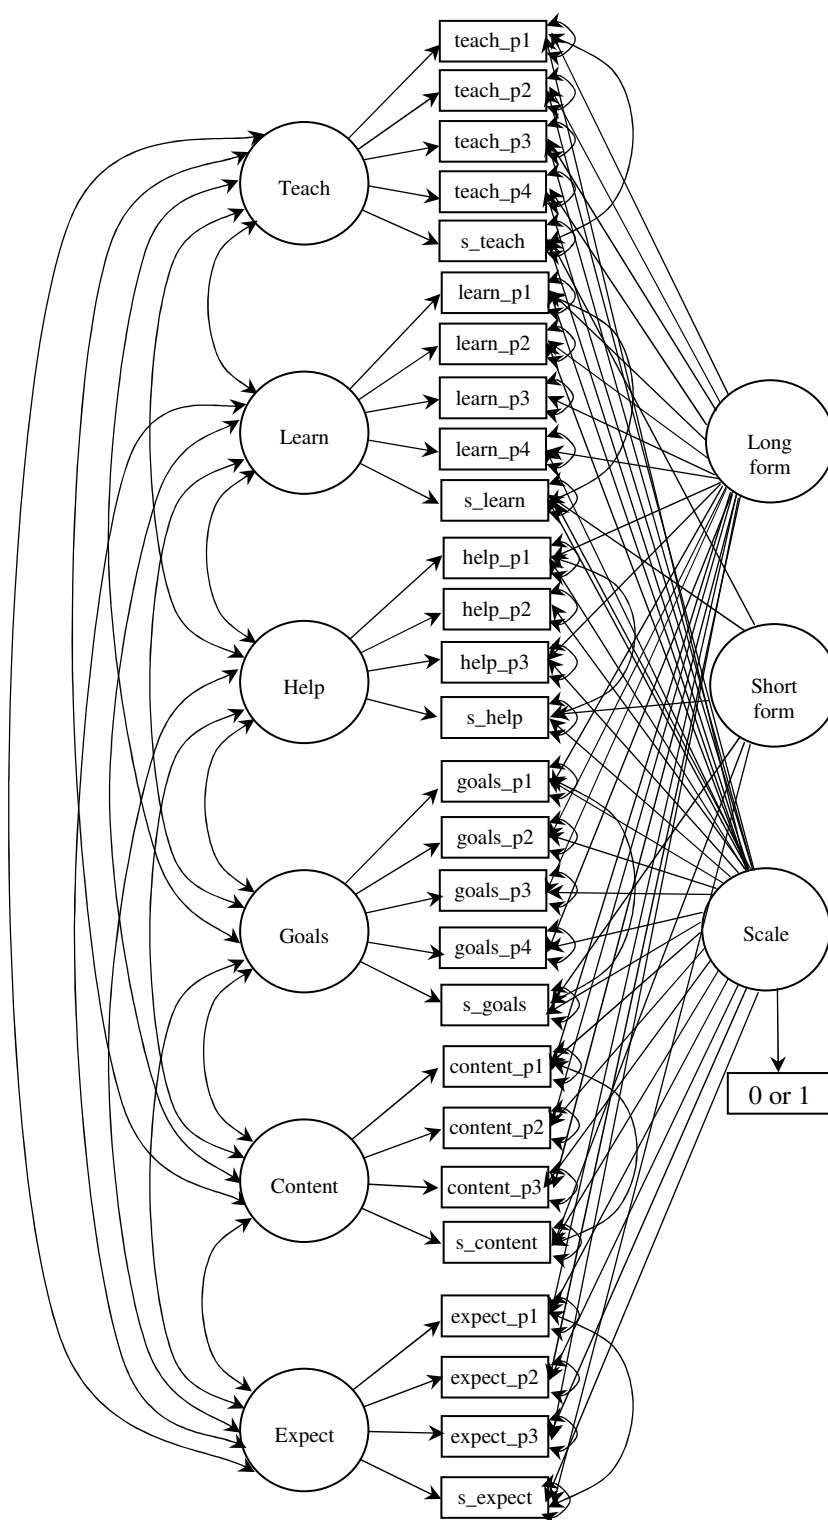 teach_p1
teach_p2
teach_p3
teach_p4
s_teach
Teach
learn_p1
learn_p2
learn_p3
learn_p4
s_learn
Learn
Long
form
help_p1
help_p2
help_p3
s_help
Help
Short
form
goals_p1
goals_p2
goals_p3
goals_p4
s_goals
Goals
Scale
0 or 1
content_p1
content_p2
content_p3
s_content
Content
expect_p1
expect_p2
expect_p3
s_expect
Expect